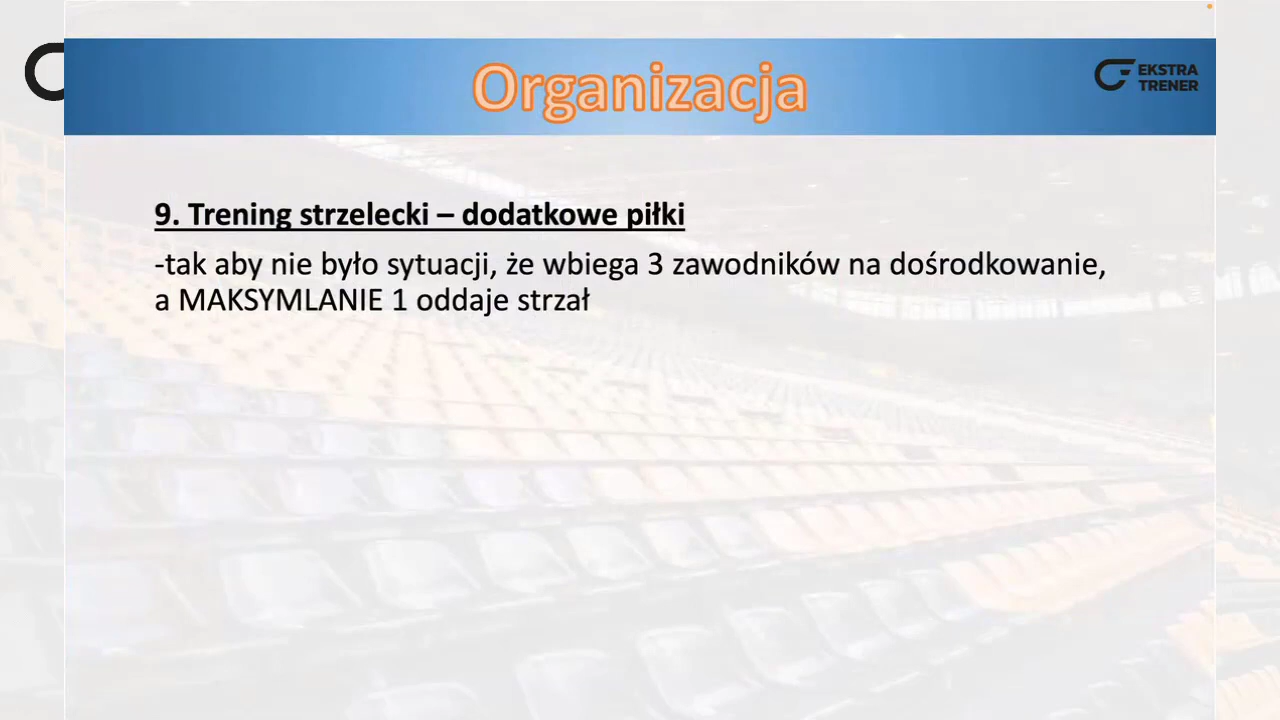 Organizacja
EKSTRA
TRENER
9. Trening strzelecki – dodatkowe piłki
-tak aby nie było sytuacji, że wbiega 3 zawodników na dośrodkowanie,
a MAKSYMLANIE 1 oddaje strzał